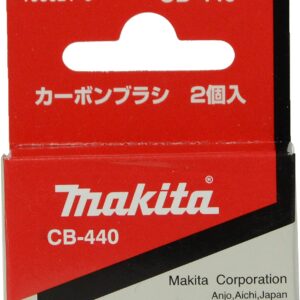 カーボンブラシ 2個入
makita
CB-440
Makita Corporation
Anjo,Aichi,Japan